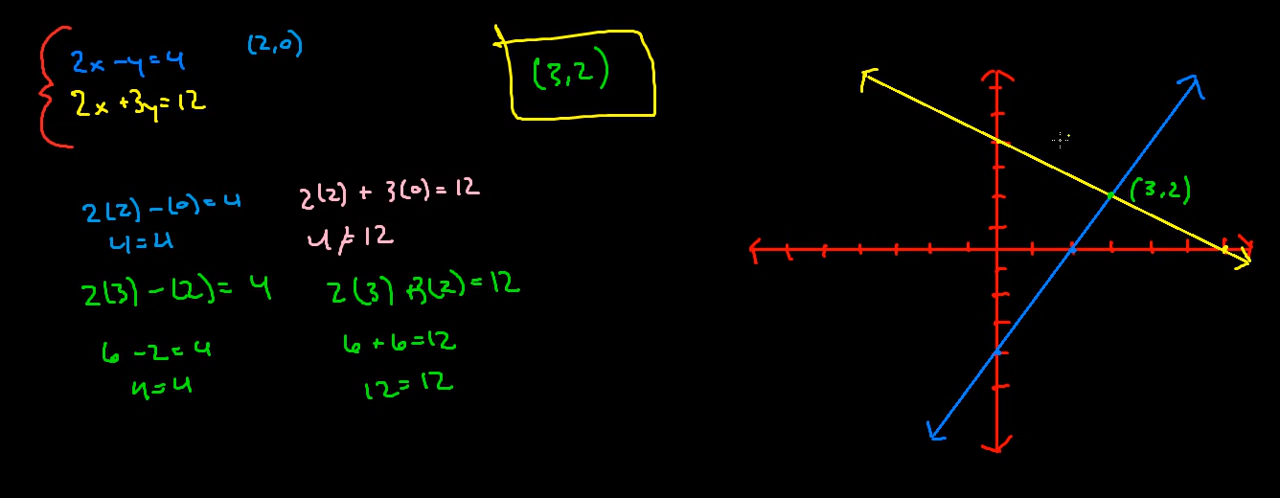 2x - y = 4
(2,0)
2x + 3y = 12
(3,2)
2(2) - (0) = 4
4 = 4
2(2) + 3(0) = 12
4 ≠ 12
2(3) - (2) = 4
6 - 2 = 4
4 = 4
2(3) + 3(2) = 12
6 + 6 = 12
12 = 12
(3,2)